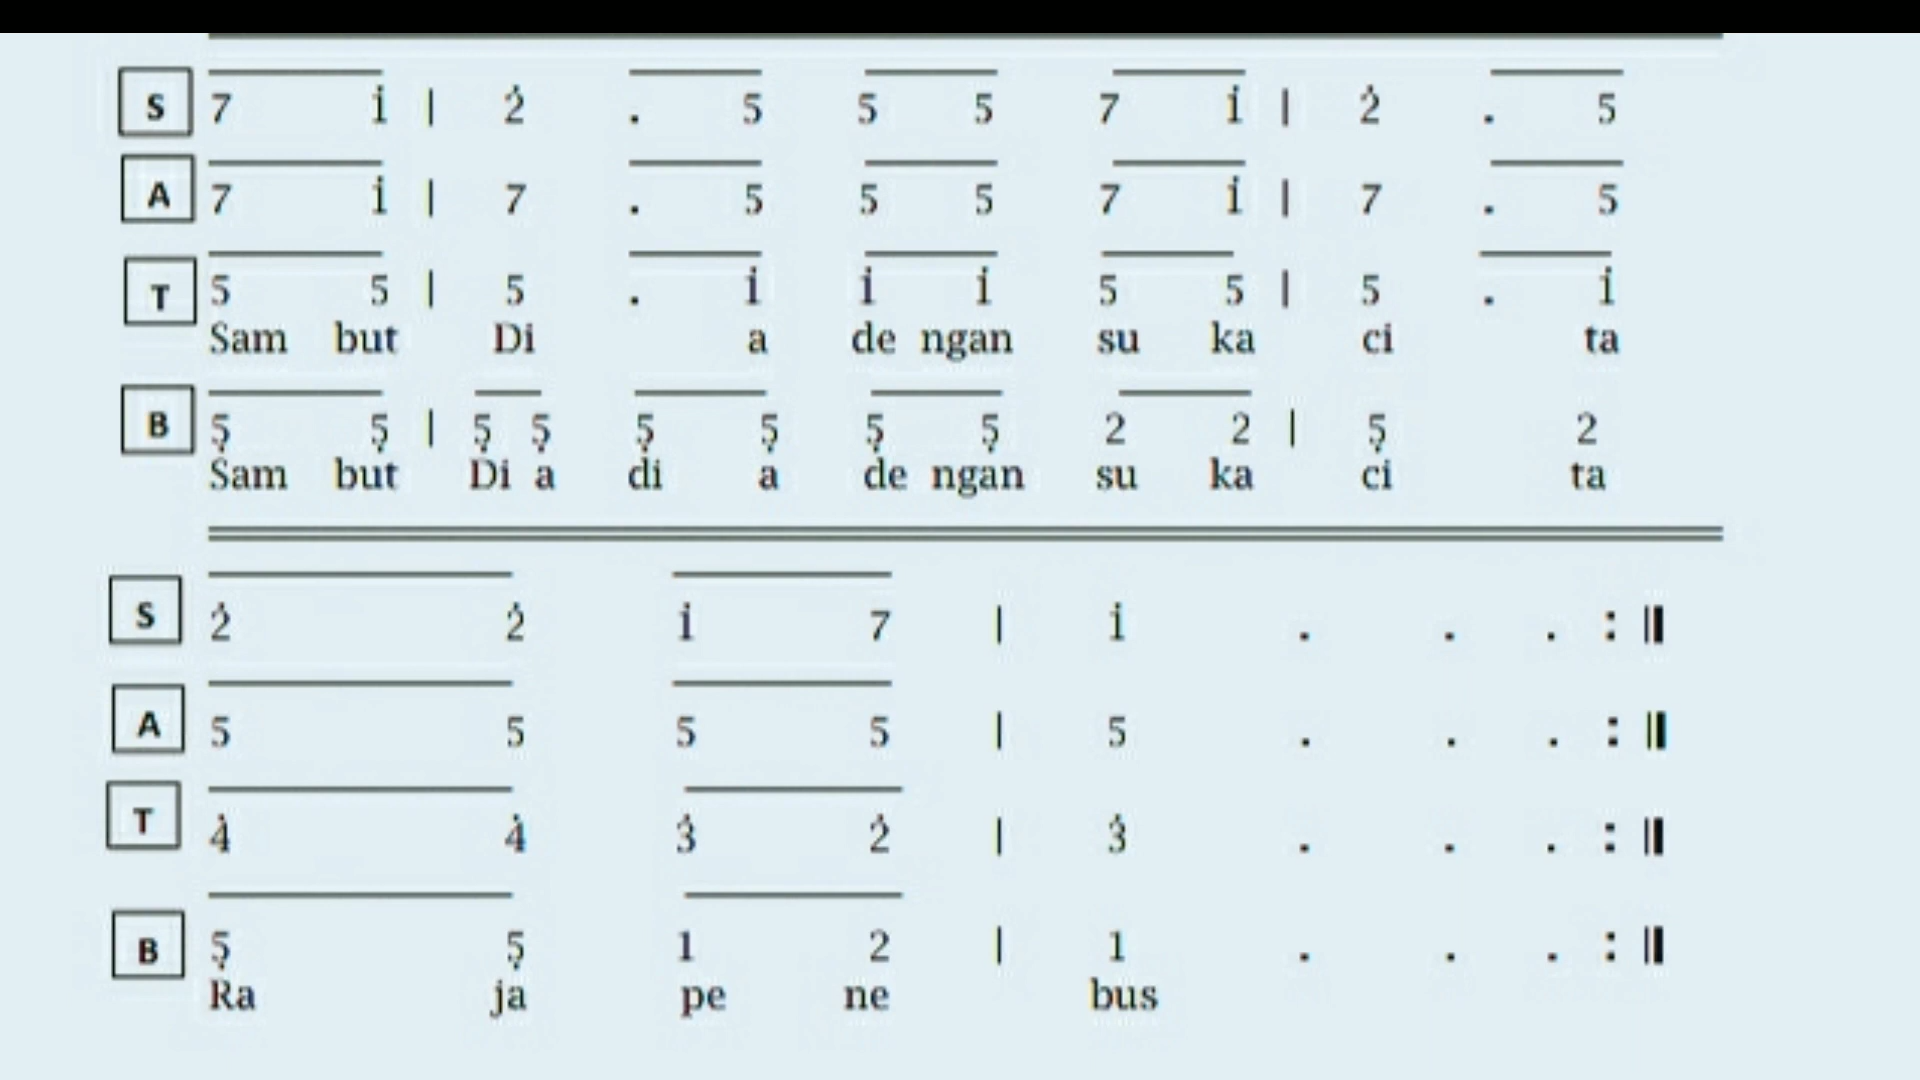 S 7 i̇ | 2̇ . 5 5 5 7 i̇ | 2̇ . 5
A 7 i̇ | 7 . 5 5 5 7 i̇ | 7 . 5
T 5 5 | 5 . i̇ i̇ i̇ 5 5 | 5 . i̇
Sam but Di a de ngan su ka ci ta
B 5̣ 5̣ | 5̣ 5̣ 5̣ 5̣ 5̣ 5̣ 2 2 | 5̣ 2
Sam but Di a di a de ngan su ka ci ta
S 2̇ 2̇ i̇ 7 | i̇ . . . :||
A 5 5 5 5 | 5 . . . :||
T 4̇ 4̇ 3̇ 2̇ | 3̇ . . . :||
B 5̣ 5̣ 1 2 | 1 . . . :||
Ra ja pe ne bus